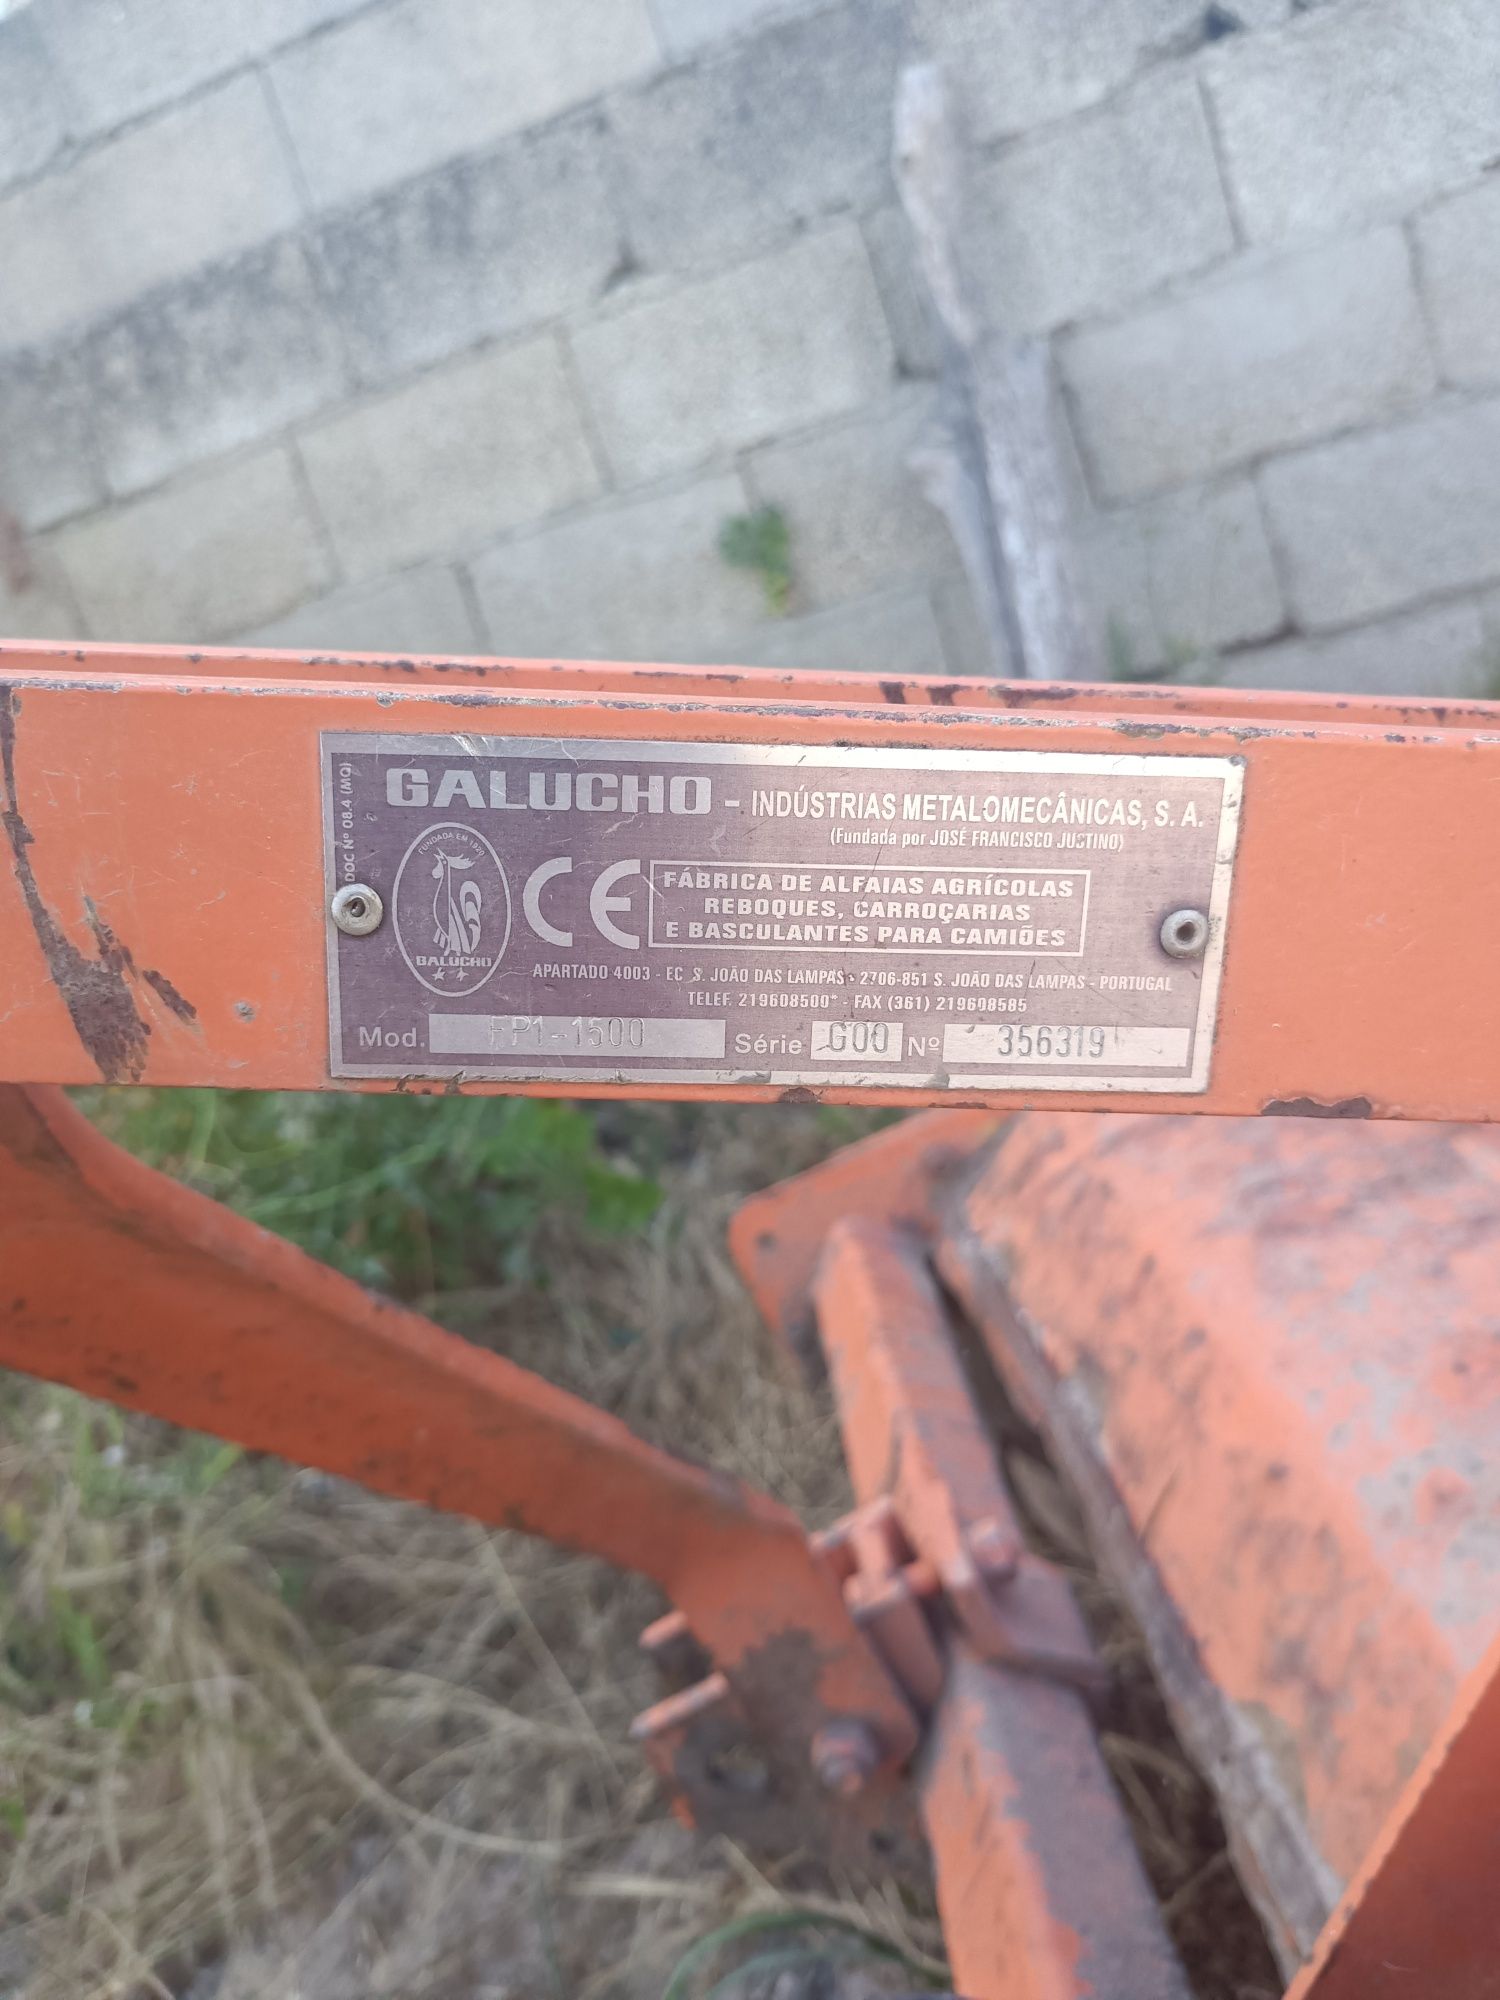 DOC Nº 08.4 (MQ)
GALUCHO - INDÚSTRIAS METALOMECÂNICAS, S. A.
(Fundada por JOSÉ FRANCISCO JUSTINO)
FUNDADA EM 1920
GALUCHO
CE
FÁBRICA DE ALFAIAS AGRÍCOLAS
REBOQUES, CARROÇARIAS
E BASCULANTES PARA CAMIÕES
APARTADO 4003 - EC S. JOÃO DAS LAMPAS - 2706-851 S. JOÃO DAS LAMPAS - PORTUGAL
TELEF. 219608500* - FAX (361) 219608585
Mod. FP1-1500 Série G00 Nº 356319